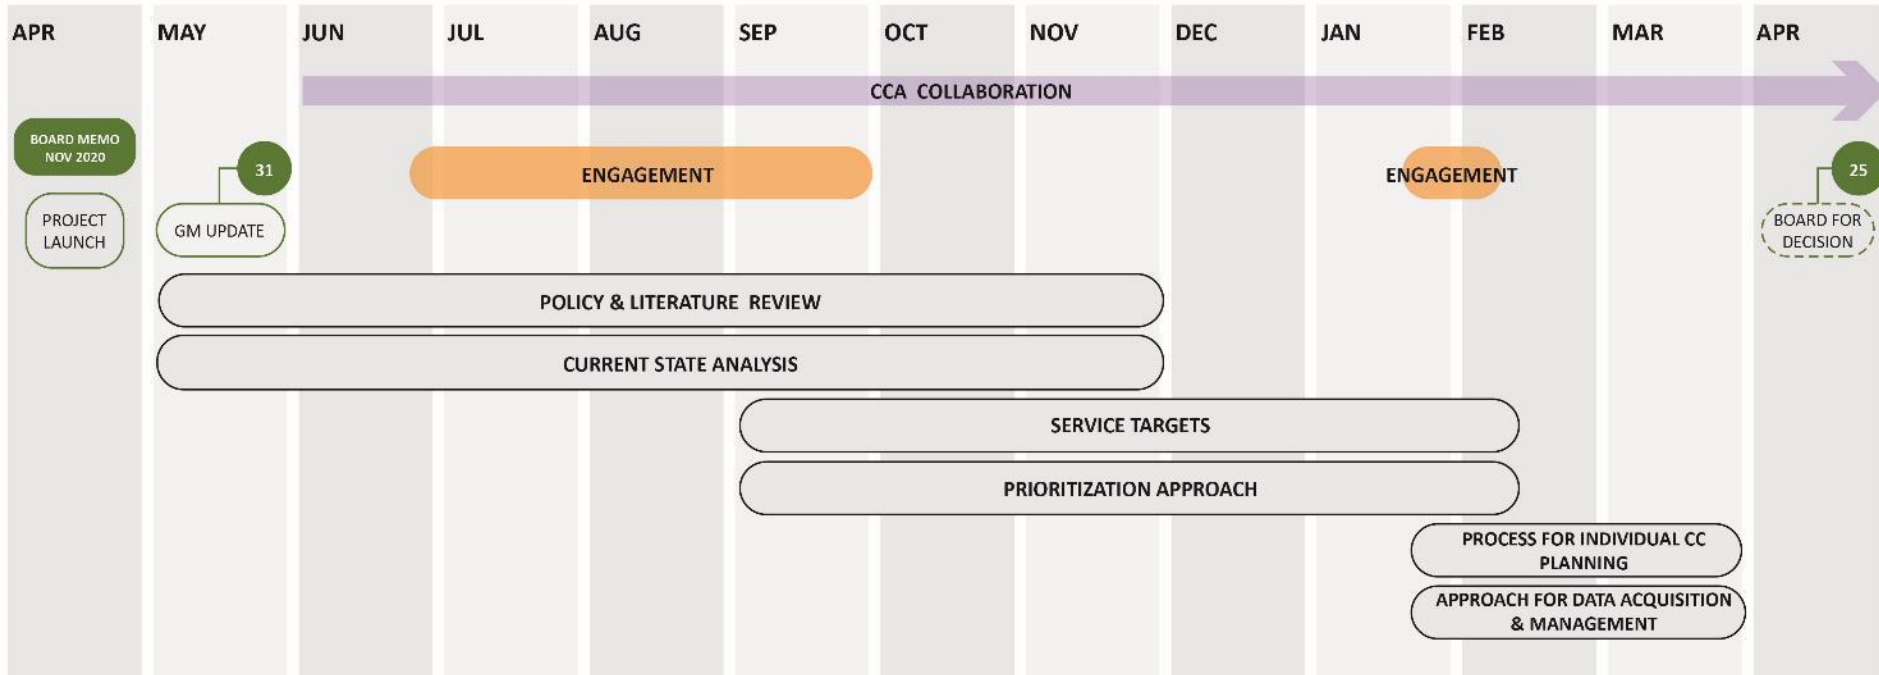 APR MAY JUN JUL AUG SEP OCT NOV DEC JAN FEB MAR APR
CCA COLLABORATION
BOARD MEMO
NOV 2020
31
ENGAGEMENT
ENGAGEMENT
25
PROJECT
LAUNCH
GM UPDATE
BOARD FOR
DECISION
POLICY & LITERATURE REVIEW
CURRENT STATE ANALYSIS
SERVICE TARGETS
PRIORITIZATION APPROACH
PROCESS FOR INDIVIDUAL CC
PLANNING
APPROACH FOR DATA ACQUISITION
& MANAGEMENT